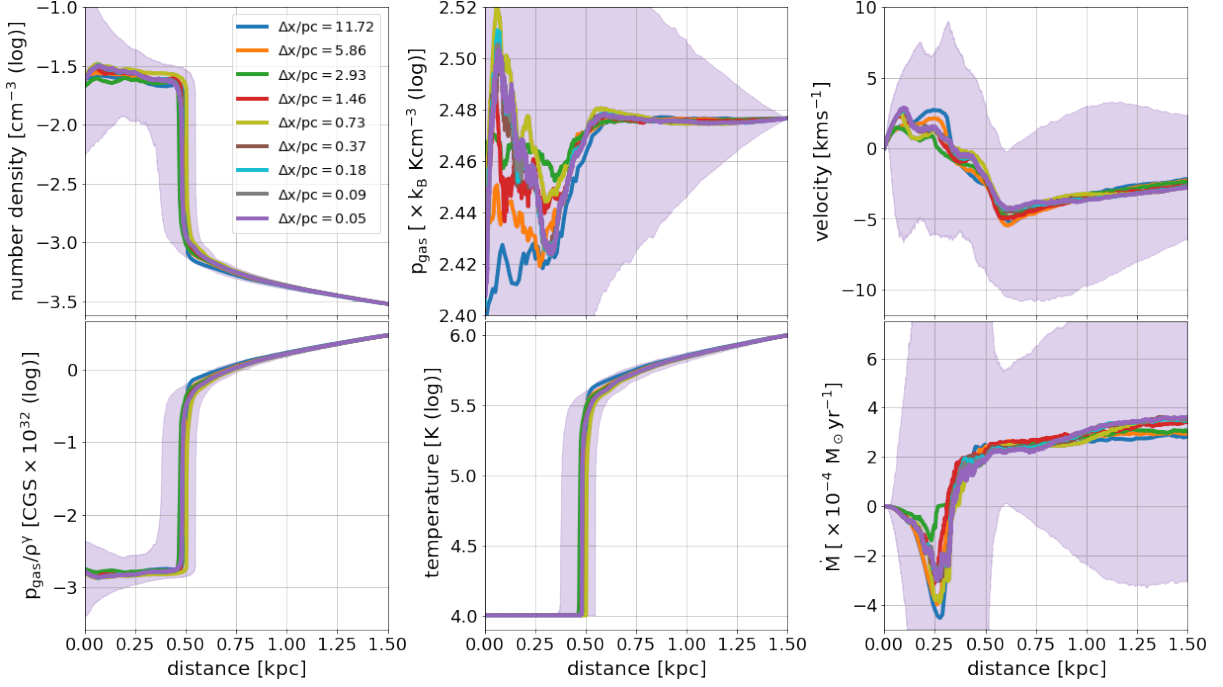 −1.0
−1.5
−2.0
−2.5
−3.0
−3.5
number density [cm⁻³ (log)]
Δx/pc = 11.72
Δx/pc = 5.86
Δx/pc = 2.93
Δx/pc = 1.46
Δx/pc = 0.73
Δx/pc = 0.37
Δx/pc = 0.18
Δx/pc = 0.09
Δx/pc = 0.05
2.52
2.50
2.48
2.46
2.44
2.42
2.40
p_gas [ × k_B Kcm⁻³ (log)]
10
5
0
−5
−10
velocity [kms⁻¹]
0
−1
−2
−3
p_gas/ρ^γ [CGS × 10³² (log)]
0.00 0.25 0.50 0.75 1.00 1.25 1.50
distance [kpc]
6.0
5.5
5.0
4.5
4.0
temperature [K (log)]
0.00 0.25 0.50 0.75 1.00 1.25 1.50
distance [kpc]
6
4
2
0
−2
−4
Ṁ [ × 10⁻⁴ M_⊙yr⁻¹]
0.00 0.25 0.50 0.75 1.00 1.25 1.50
distance [kpc]